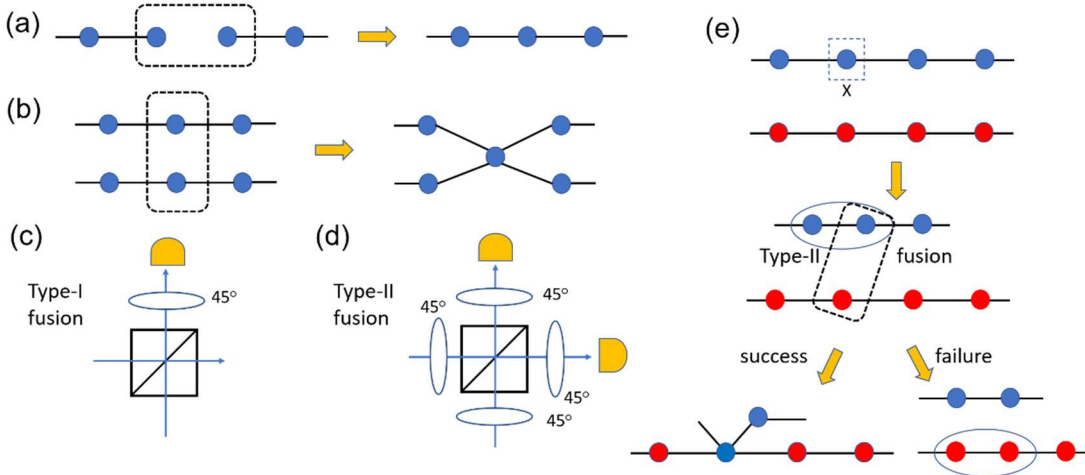 (a)
(b)
(c)
Type-I
fusion
45°
(d)
Type-II
fusion
45°
45°
45°
45°
(e)
X
Type-II fusion
success
failure